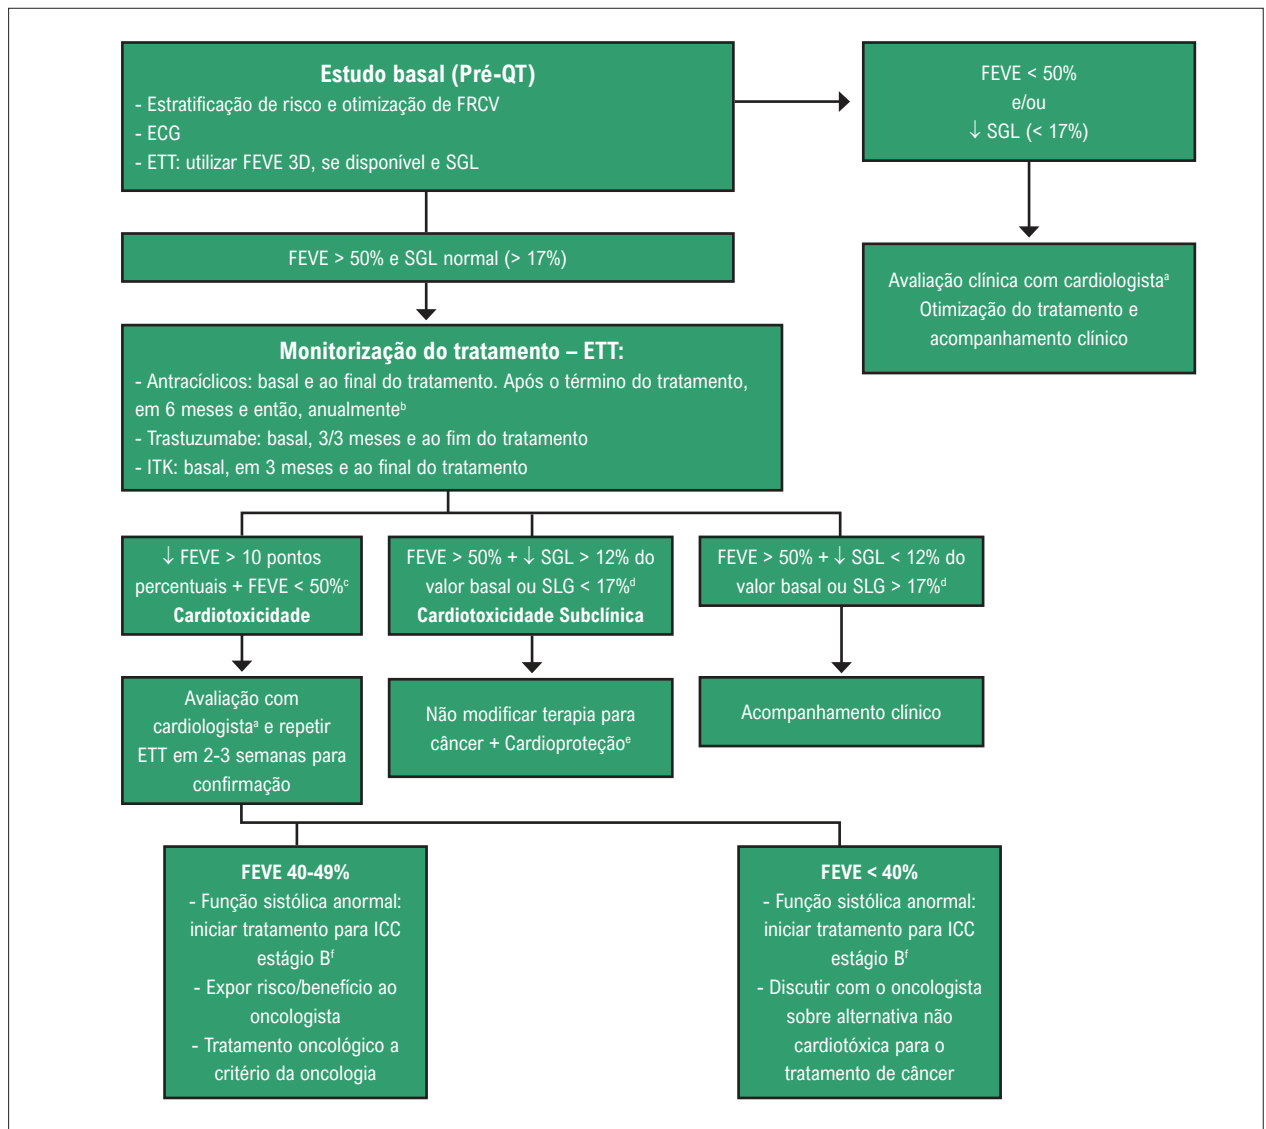 Estudo basal (Pré-QT)
- Estratificação de risco e otimização de FRCV
- ECG
- ETT: utilizar FEVE 3D, se disponível e SGL
FEVE < 50%
e/ou
↓ SGL (< 17%)
FEVE > 50% e SGL normal (> 17%)
Avaliação clínica com cardiologistaᵃ
Otimização do tratamento e
acompanhamento clínico
Monitorização do tratamento – ETT:
- Antracíclicos: basal e ao final do tratamento. Após o término do tratamento,
em 6 meses e então, anualmenteᵇ
- Trastuzumabe: basal, 3/3 meses e ao fim do tratamento
- ITK: basal, em 3 meses e ao final do tratamento
↓ FEVE > 10 pontos
percentuais + FEVE < 50%ᶜ
Cardiotoxicidade
FEVE > 50% + ↓ SGL > 12% do
valor basal ou SLG < 17%ᵈ
Cardiotoxicidade Subclínica
FEVE > 50% + ↓ SGL < 12% do
valor basal ou SLG > 17%ᵈ
Avaliação com
cardiologistaᵃ e repetir
ETT em 2-3 semanas para
confirmação
Não modificar terapia para
câncer + Cardioproteçãoᵉ
Acompanhamento clínico
FEVE 40-49%
- Função sistólica anormal:
iniciar tratamento para ICC
estágio Bᶠ
- Expor risco/benefício ao
oncologista
- Tratamento oncológico a
critério da oncologia
FEVE < 40%
- Função sistólica anormal:
iniciar tratamento para ICC
estágio Bᶠ
- Discutir com o oncologista
sobre alternativa não
cardiotóxica para o
tratamento de câncer